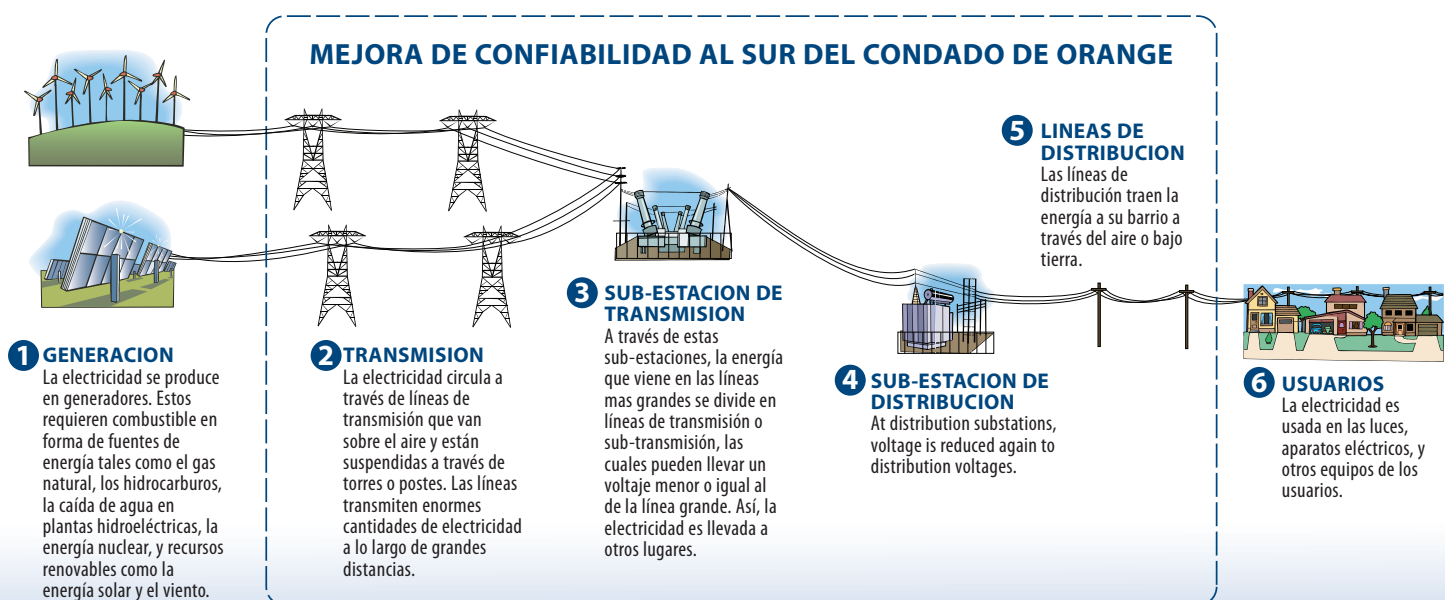 MEJORA DE CONFIABILIDAD AL SUR DEL CONDADO DE ORANGE
1 GENERACION
La electricidad se produce
en generadores. Estos
requieren combustible en
forma de fuentes de
energía tales como el gas
natural, los hidrocarburos,
la caída de agua en
plantas hidroeléctricas, la
energía nuclear, y recursos
renovables como la
energía solar y el viento.
2 TRANSMISION
La electricidad circula a
través de líneas de
transmisión que van
sobre el aire y están
suspendidas a través de
torres o postes. Las líneas
transmiten enormes
cantidades de electricidad
a lo largo de grandes
distancias.
3 SUB-ESTACION DE
TRANSMISION
A través de estas
sub-estaciones, la energía
que viene en las líneas
mas grandes se divide en
líneas de transmisión o
sub-transmisión, las
cuales pueden llevar un
voltaje menor o igual al
de la línea grande. Así, la
electricidad es llevada a
otros lugares.
4 SUB-ESTACION DE
DISTRIBUCION
At distribution substations,
voltage is reduced again to
distribution voltages.
5 LINEAS DE
DISTRIBUCION
Las líneas de
distribución traen la
energía a su barrio a
través del aire o bajo
tierra.
6 USUARIOS
La electricidad es
usada en las luces,
aparatos eléctricos, y
otros equipos de los
usuarios.